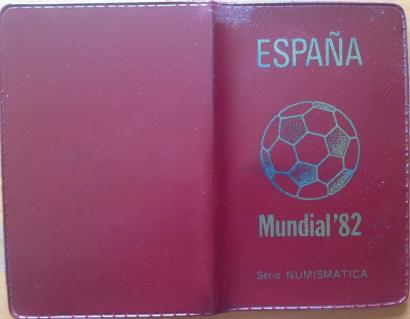 ESPAÑA
Mundial'82
Serie NUMISMATICA